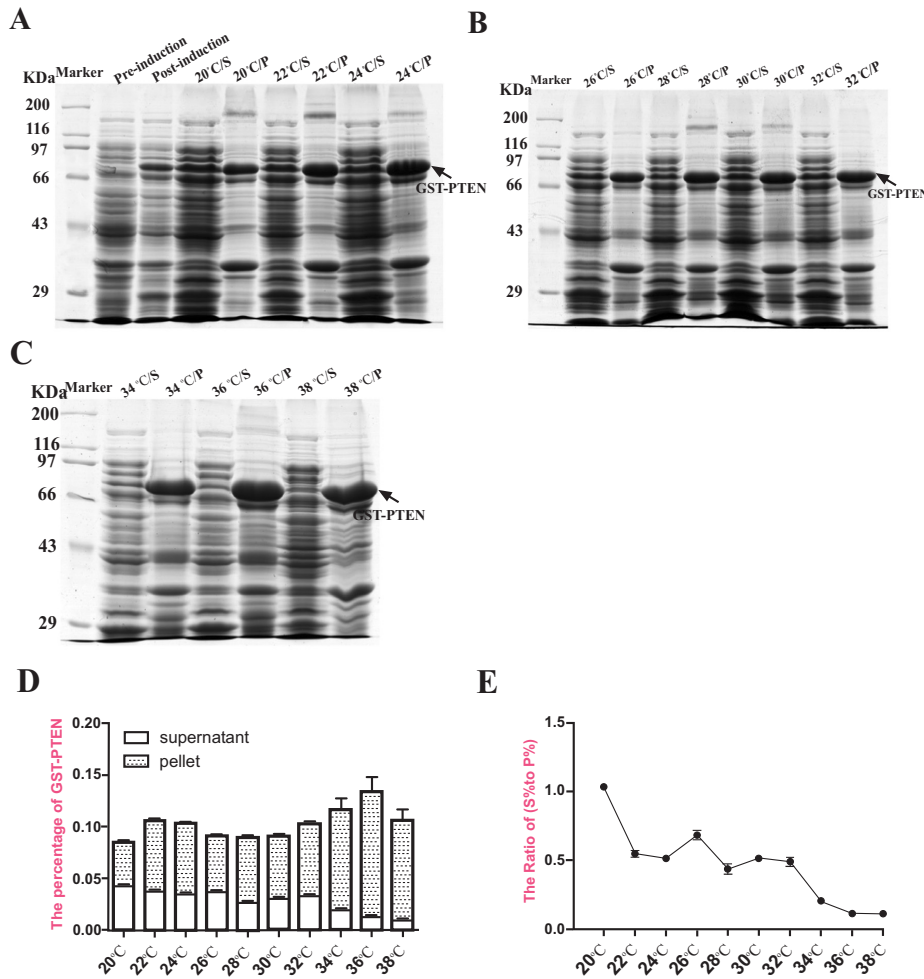 A
KDa
Marker
Pre-induction
Post-induction
20°C/S
20°C/P
22°C/S
22°C/P
24°C/S
24°C/P
200
116
97
66
43
29
GST-PTEN
B
KDa
Marker
26°C/S
26°C/P
28°C/S
28°C/P
30°C/S
30°C/P
32°C/S
32°C/P
200
116
97
66
43
29
GST-PTEN
C
KDa
Marker
34°C/S
34°C/P
36°C/S
36°C/P
38°C/S
38°C/P
200
116
97
66
43
29
GST-PTEN
D
The percentage of GST-PTEN
0.20
0.15
0.10
0.05
0.00
supernatant
pellet
20°C
22°C
24°C
26°C
28°C
30°C
32°C
34°C
36°C
38°C
E
The Ratio of (S%to P%)
1.5
1.0
0.5
0.0
20°C
22°C
24°C
26°C
28°C
30°C
32°C
34°C
36°C
38°C